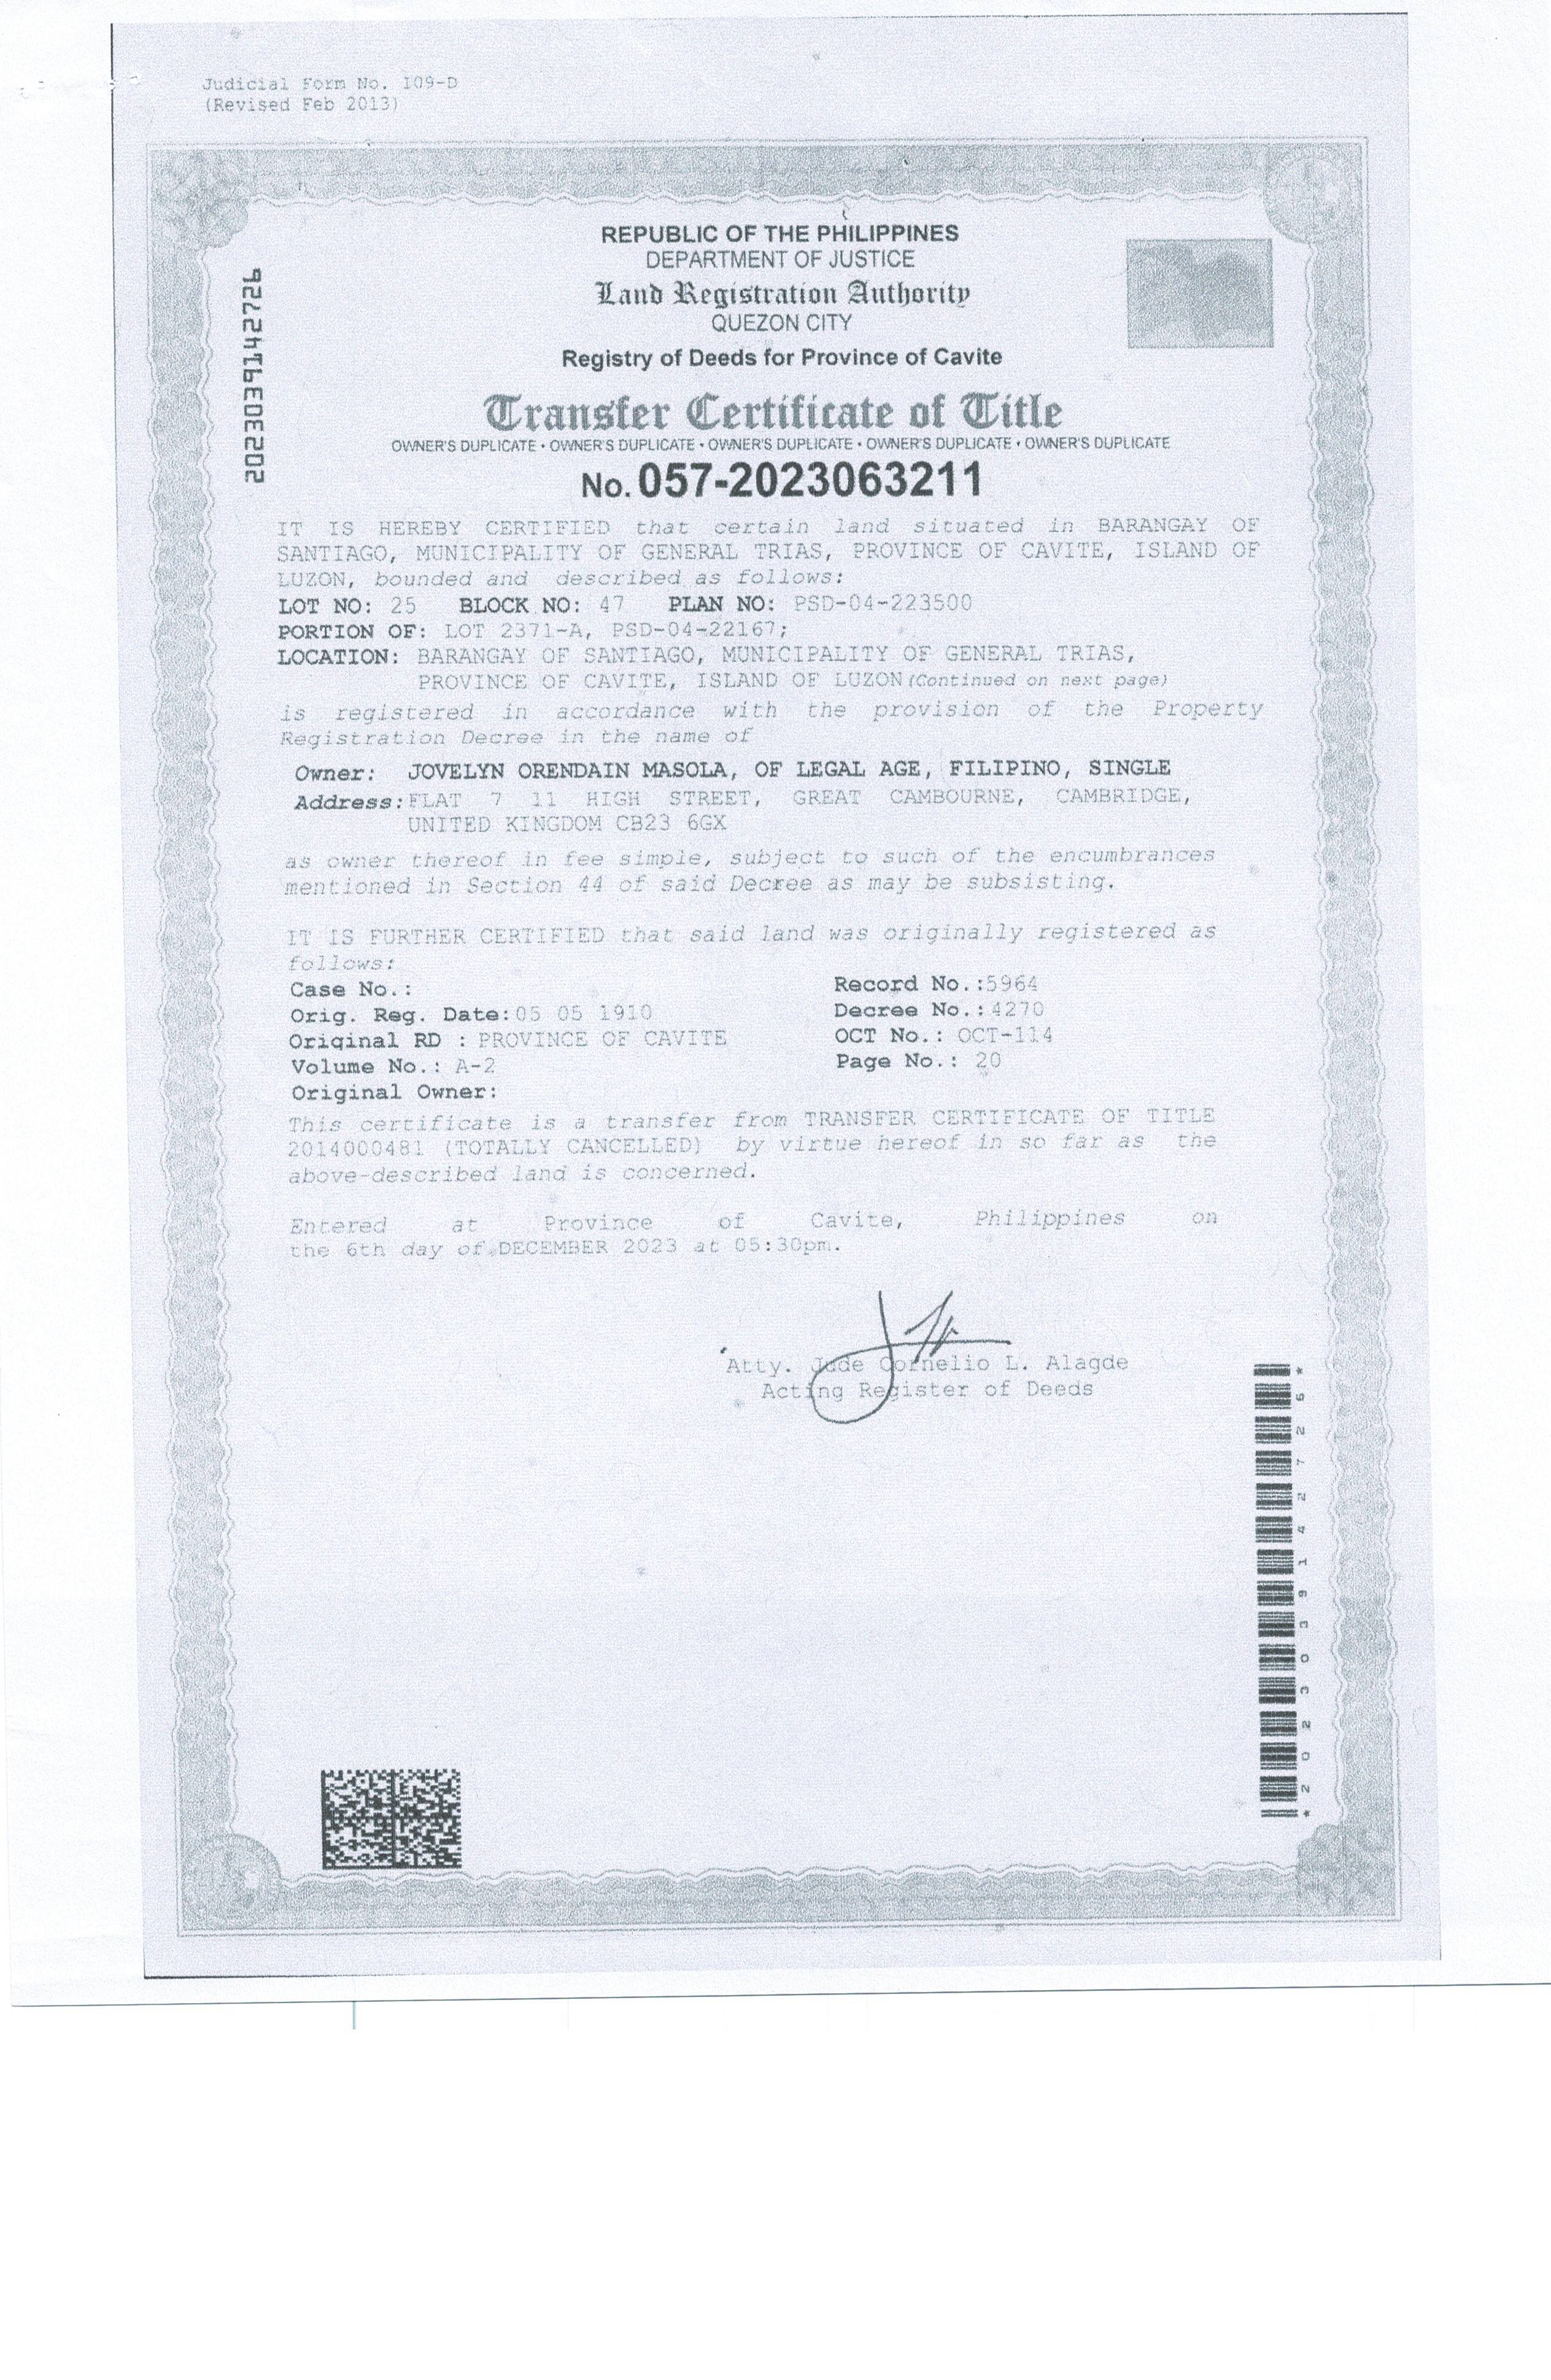 Judicial Form No. 109-D
(Revised Feb 2013)
REPUBLIC OF THE PHILIPPINES
DEPARTMENT OF JUSTICE
Land Registration Authority
QUEZON CITY
Registry of Deeds for Province of Cavite
Transfer Certificate of Title
OWNER'S DUPLICATE • OWNER'S DUPLICATE • OWNER'S DUPLICATE • OWNER'S DUPLICATE • OWNER'S DUPLICATE
No. 057-2023063211
2023039142726
IT IS HEREBY CERTIFIED that certain land situated in BARANGAY OF
SANTIAGO, MUNICIPALITY OF GENERAL TRIAS, PROVINCE OF CAVITE, ISLAND OF
LUZON, bounded and described as follows:
LOT NO: 25 BLOCK NO: 47 PLAN NO: PSD-04-223500
PORTION OF: LOT 2371-A, PSD-04-22167;
LOCATION: BARANGAY OF SANTIAGO, MUNICIPALITY OF GENERAL TRIAS,
PROVINCE OF CAVITE, ISLAND OF LUZON (Continued on next page)
is registered in accordance with the provision of the Property
Registration Decree in the name of
Owner: JOVELYN ORENDAIN MASOLA, OF LEGAL AGE, FILIPINO, SINGLE
Address: FLAT 7 11 HIGH STREET, GREAT CAMBOURNE, CAMBRIDGE,
UNITED KINGDOM CB23 6GX
as owner thereof in fee simple, subject to such of the encumbrances
mentioned in Section 44 of said Decree as may be subsisting.
IT IS FURTHER CERTIFIED that said land was originally registered as
follows:
Case No.: Record No.:5964
Orig. Reg. Date:05 05 1910 Decree No.:4270
Original RD : PROVINCE OF CAVITE OCT No.: OCT-114
Volume No.: A-2 Page No.: 20
Original Owner:
This certificate is a transfer from TRANSFER CERTIFICATE OF TITLE
2014000481 (TOTALLY CANCELLED) by virtue hereof in so far as the
above-described land is concerned.
Entered at Province of Cavite, Philippines on
the 6th day of DECEMBER 2023 at 05:30pm.
Atty. Jude Cornelio L. Alagde
Acting Register of Deeds
*2023039142726*